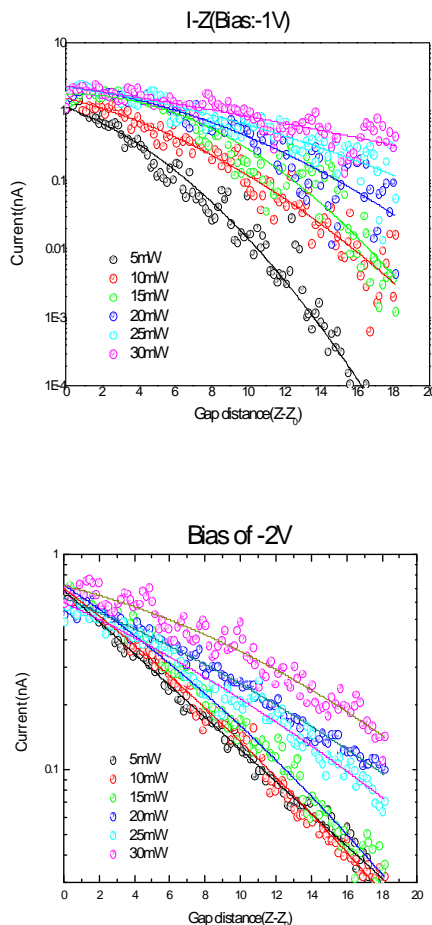 I-Z(Bias:-1V)
10
1
0.1
0.01
1E-3
1E-4
Current(nA)
5mW
10mW
15mW
20mW
25mW
30mW
0 2 4 6 8 10 12 14 16 18 20
Gap distance(Z-Z0)
Bias of -2V
1
0.1
Current(nA)
5mW
10mW
15mW
20mW
25mW
30mW
0 2 4 6 8 10 12 14 16 18 20
Gap distance(Z-Z0)